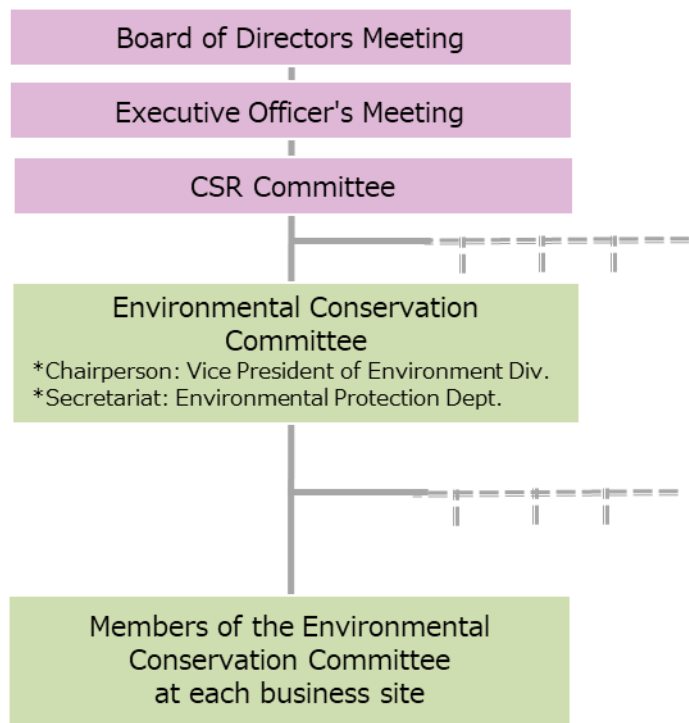 Board of Directors Meeting
Executive Officer's Meeting
CSR Committee
Environmental Conservation
Committee
*Chairperson: Vice President of Environment Div.
*Secretariat: Environmental Protection Dept.
Members of the Environmental
Conservation Committee
at each business site